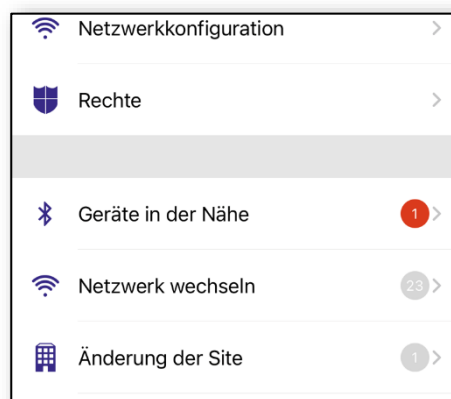 Netzwerkkonfiguration
Rechte
Geräte in der Nähe 1
Netzwerk wechseln 23
Änderung der Site 1